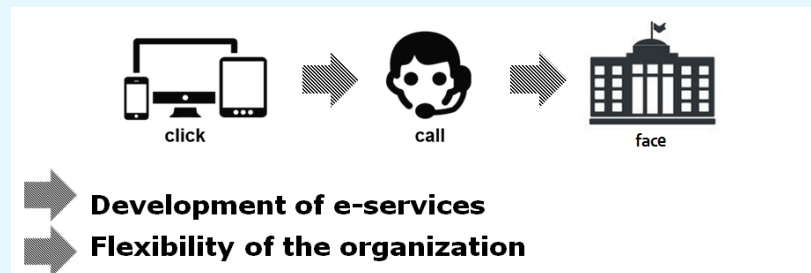 click call face
Development of e-services
Flexibility of the organization